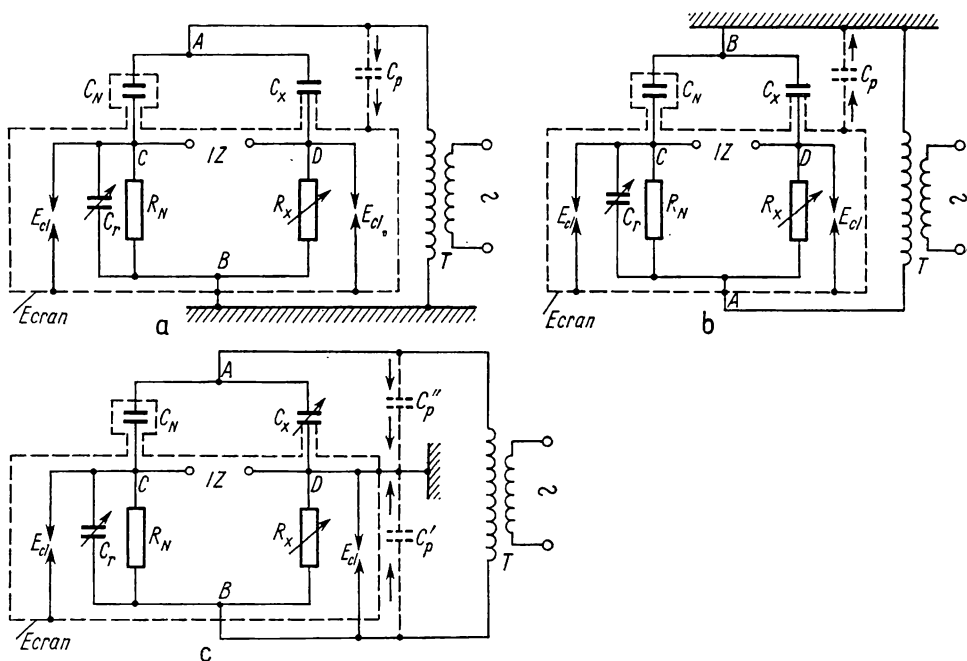 A
C_N
C_x
C_p
C
IZ
D
E_cl
C_r
R_N
R_x
E_cl
B
T
Ecran
a
B
C_N
C_x
C_p
C
IZ
D
E_cl
C_r
R_N
R_x
E_cl
A
T
Ecran
b
A
C_N
C_x
C_p''
C
IZ
D
E_cl
C_r
R_N
R_x
E_cl
C_p'
B
T
Ecran
c